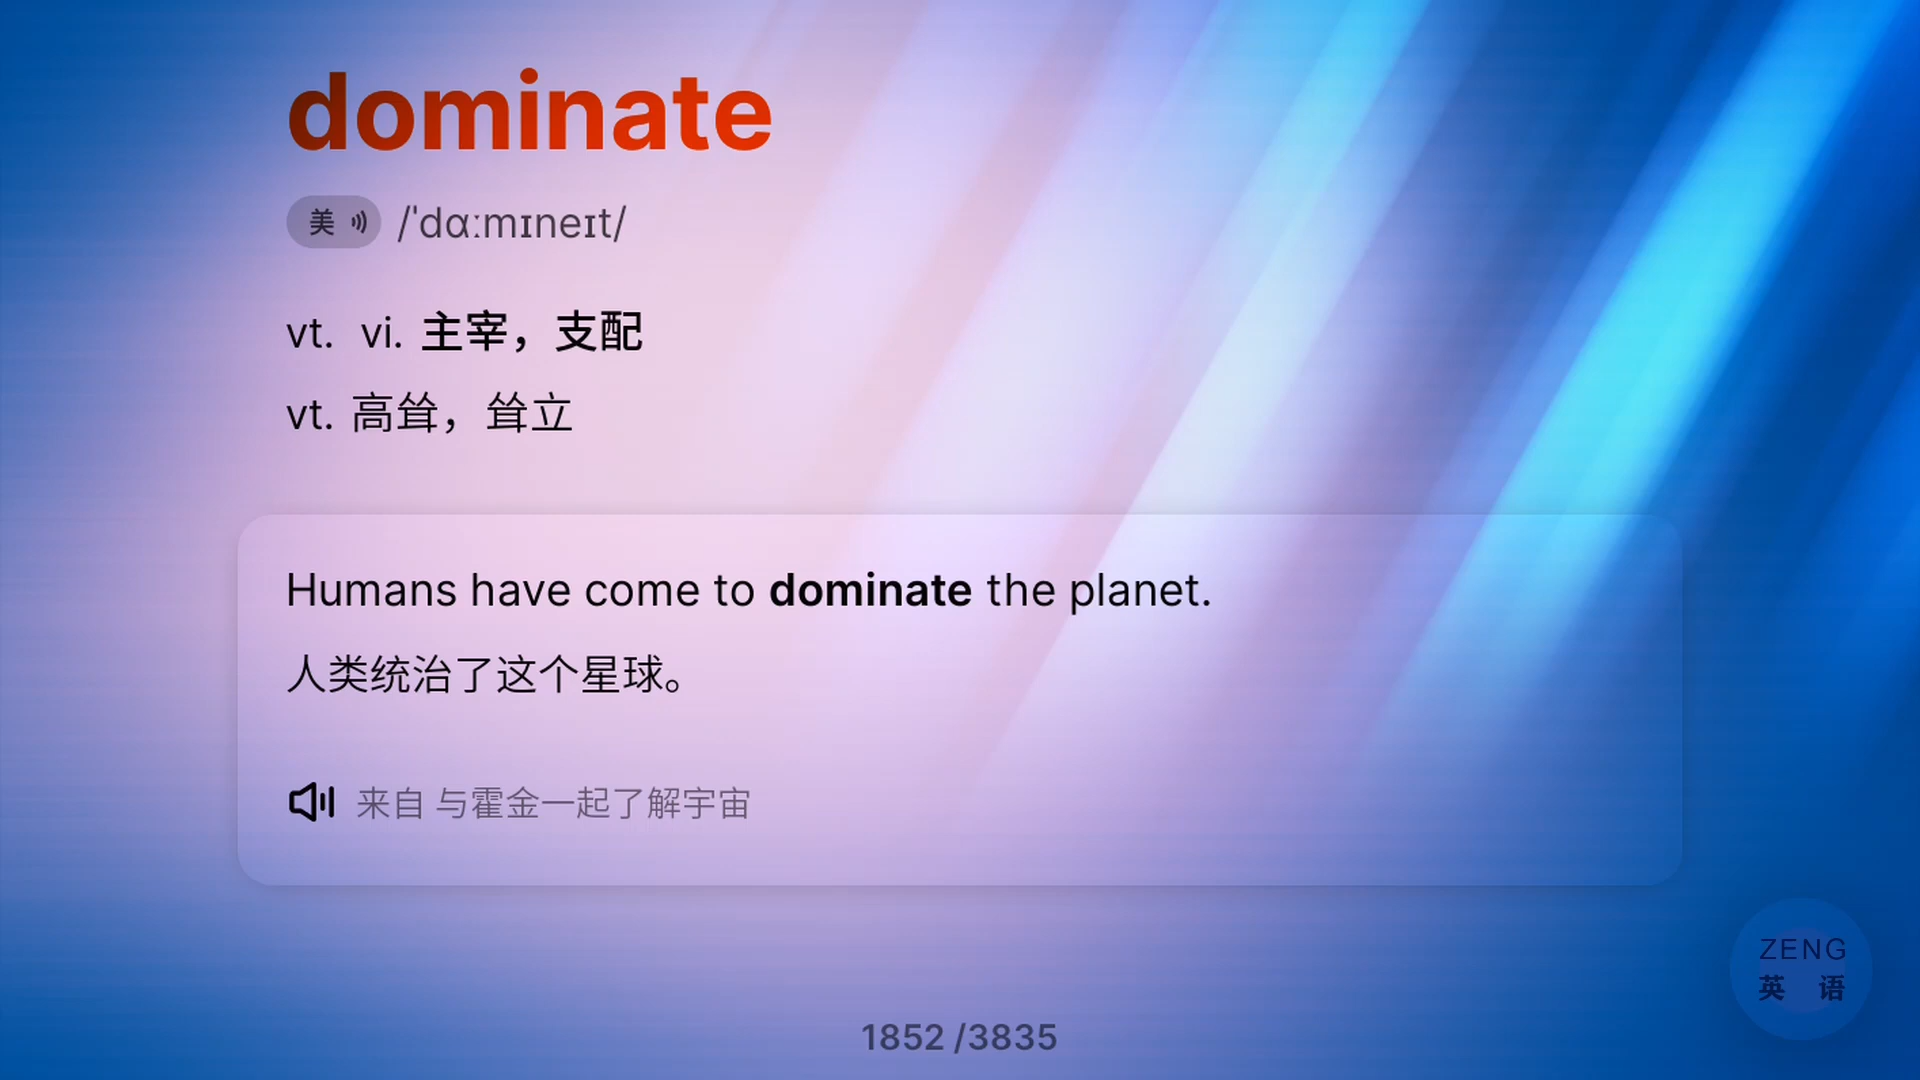 dominate
美 /ˈdɑːmɪneɪt/
vt. vi. 主宰，支配
vt. 高耸，耸立
Humans have come to dominate the planet.
人类统治了这个星球。
来自 与霍金一起了解宇宙
ZENG
英 语
1852 /3835